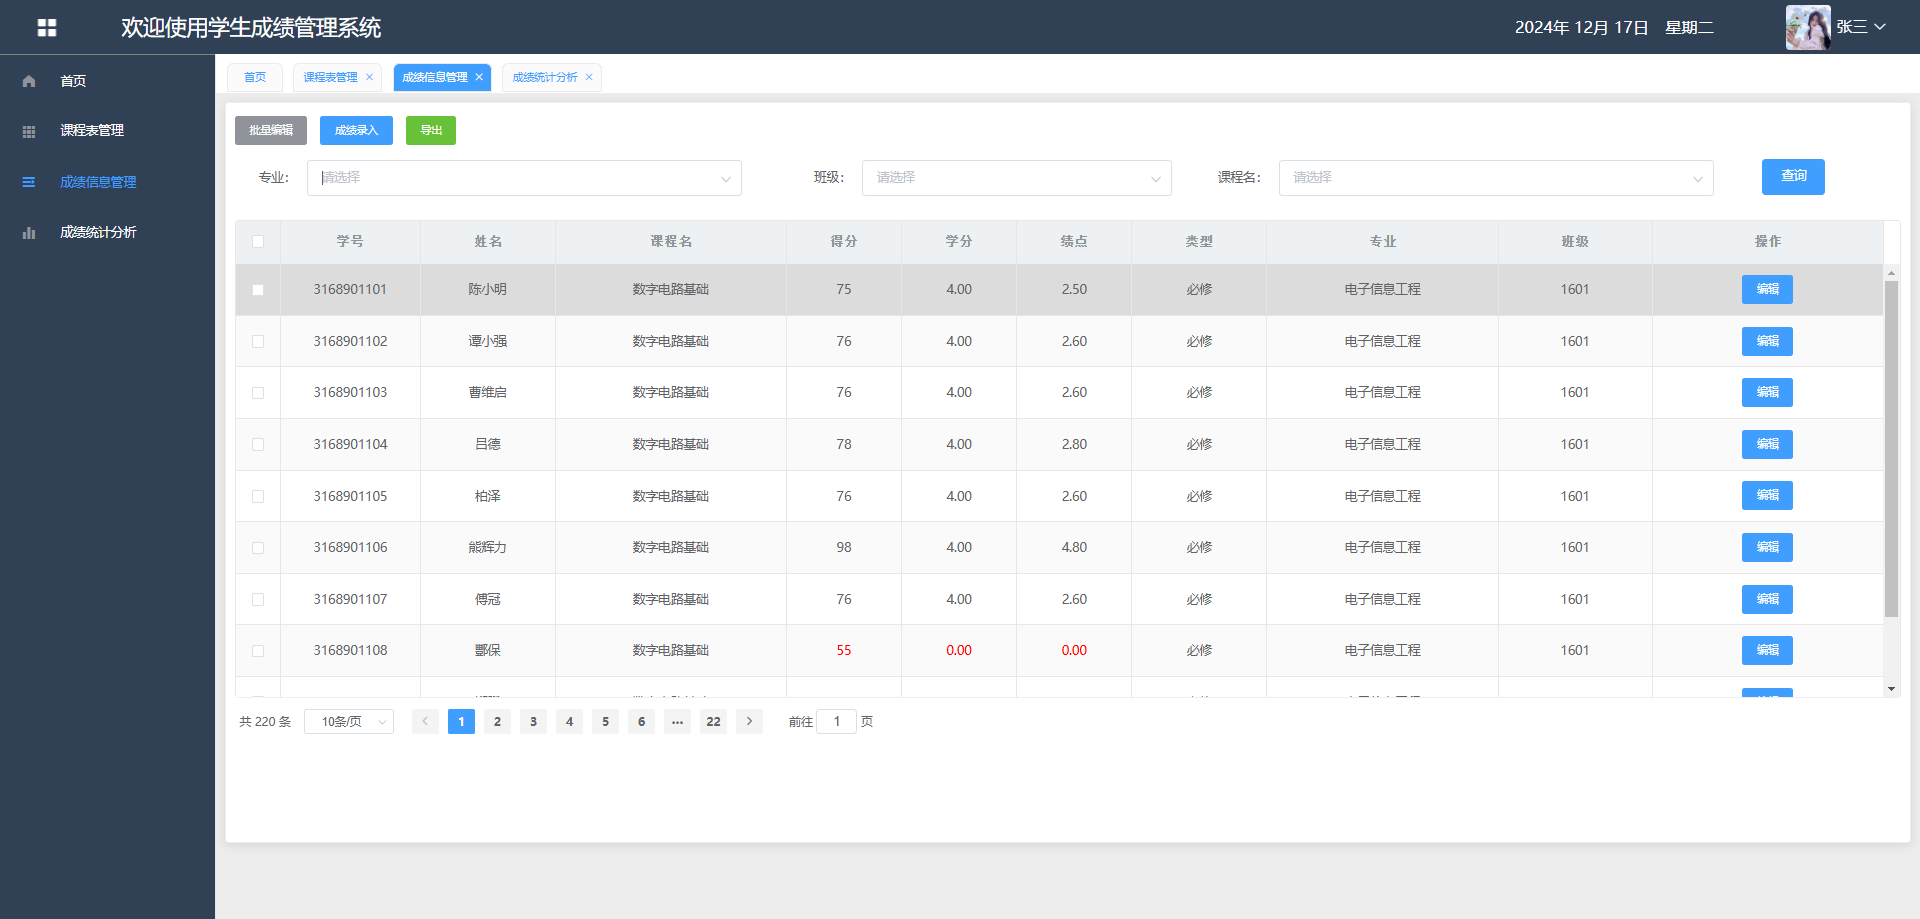 欢迎使用学生成绩管理系统
2024年 12月 17日 星期二
张三
首页
课程表管理
成绩信息管理
成绩统计分析
首页 课程表管理 成绩信息管理 成绩统计分析
批量编辑 成绩录入 导出
专业： 请选择 班级： 请选择 课程名： 请选择 查询
学号 姓名 课程名 得分 学分 绩点 类型 专业 班级 操作
3168901101 陈小明 数字电路基础 75 4.00 2.50 必修 电子信息工程 1601 编辑
3168901102 谭小强 数字电路基础 76 4.00 2.60 必修 电子信息工程 1601 编辑
3168901103 曹维启 数字电路基础 76 4.00 2.60 必修 电子信息工程 1601 编辑
3168901104 吕德 数字电路基础 78 4.00 2.80 必修 电子信息工程 1601 编辑
3168901105 柏泽 数字电路基础 76 4.00 2.60 必修 电子信息工程 1601 编辑
3168901106 熊辉力 数字电路基础 98 4.00 4.80 必修 电子信息工程 1601 编辑
3168901107 傅冠 数字电路基础 76 4.00 2.60 必修 电子信息工程 1601 编辑
3168901108 酆保 数字电路基础 55 0.00 0.00 必修 电子信息工程 1601 编辑
共 220 条 10条/页 1 2 3 4 5 6 ··· 22 前往 1 页